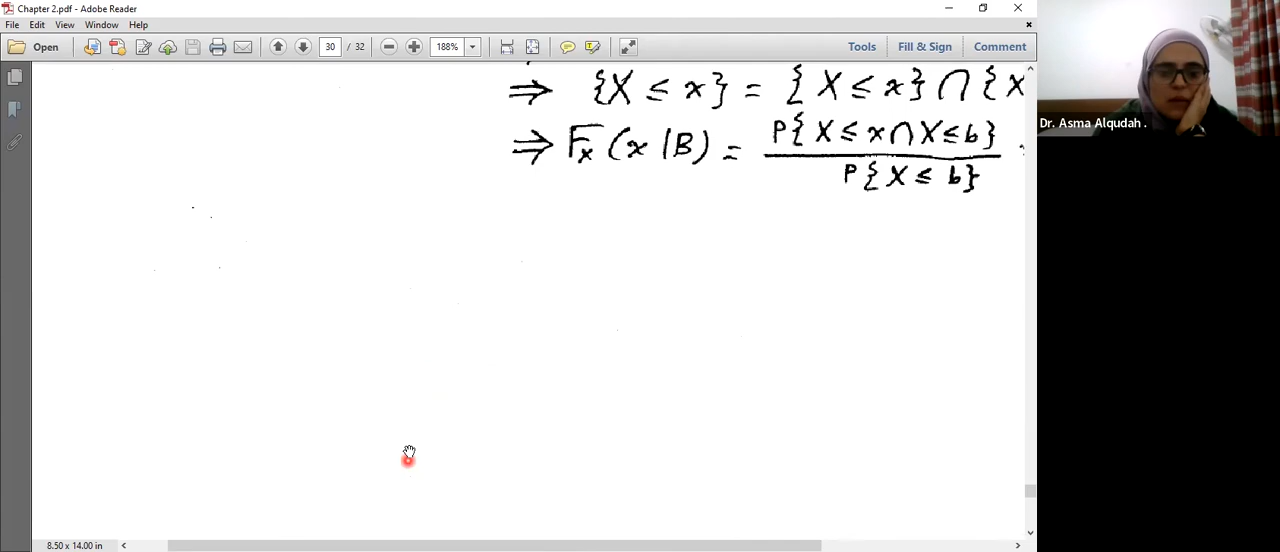 Chapter 2.pdf - Adobe Reader
File Edit View Window Help
Open 30 / 32 188% Tools Fill & Sign Comment
⇒ {X ≤ x} = {X ≤ x} ∩ {X
Dr. Asma Alqudah .
⇒ Fx (x | B) = P{X ≤ x ∩ X ≤ b}
P{X ≤ b}
8.50 x 14.00 in